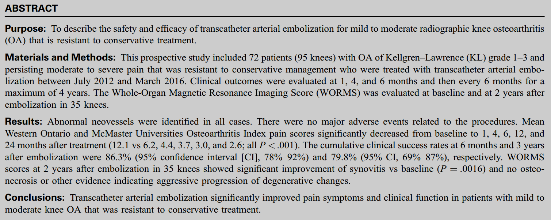 ABSTRACT
Purpose: To describe the safety and efficacy of transcatheter arterial embolization for mild to moderate radiographic knee osteoarthritis
(OA) that is resistant to conservative treatment.
Materials and Methods: This prospective study included 72 patients (95 knees) with OA of Kellgren–Lawrence (KL) grade 1–3 and
persisting moderate to severe pain that was resistant to conservative management who were treated with transcatheter arterial embo-
lization between July 2012 and March 2016. Clinical outcomes were evaluated at 1, 4, and 6 months and then every 6 months for a
maximum of 4 years. The Whole-Organ Magnetic Resonance Imaging Score (WORMS) was evaluated at baseline and at 2 years after
embolization in 35 knees.
Results: Abnormal neovessels were identified in all cases. There were no major adverse events related to the procedures. Mean
Western Ontario and McMaster Universities Osteoarthritis Index pain scores significantly decreased from baseline to 1, 4, 6, 12, and
24 months after treatment (12.1 vs 6.2, 4.4, 3.7, 3.0, and 2.6; all P < .001). The cumulative clinical success rates at 6 months and 3 years
after embolization were 86.3% (95% confidence interval [CI], 78% 92%) and 79.8% (95% CI, 69% 87%), respectively. WORMS
scores at 2 years after embolization in 35 knees showed significant improvement of synovitis vs baseline (P = .0016) and no osteo-
necrosis or other evidence indicating aggressive progression of degenerative changes.
Conclusions: Transcatheter arterial embolization significantly improved pain symptoms and clinical function in patients with mild to
moderate knee OA that was resistant to conservative treatment.